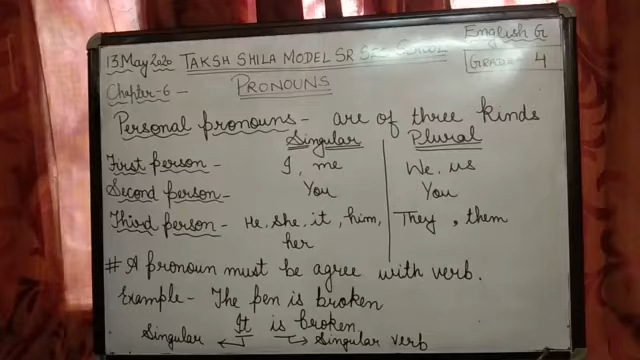 13 May 2020 TAKSH SHILA MODEL SR SEC SCHOOL English G
GRADE 4
Chapter-6 - PRONOUNS
Personal pronouns - are of three kinds
Singular Plural
First person - I, me We, us
Second person - You You
Third person - He, she, it, him, They, them
her
# A pronoun must be agree with verb.
Example - The pen is broken
It is broken.
Singular Singular verb